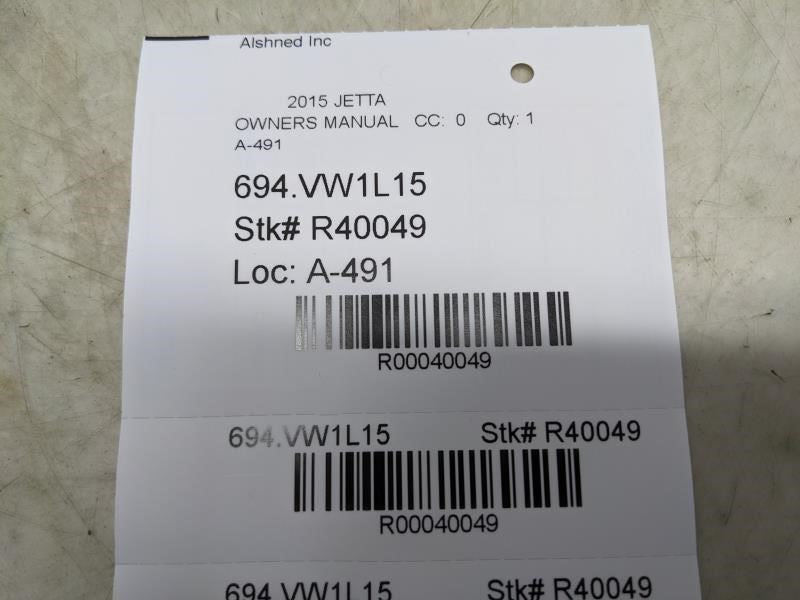 Alshned Inc
2015 JETTA
OWNERS MANUAL CC: 0 Qty: 1
A-491
694.VW1L15
Stk# R40049
Loc: A-491
R00040049
694.VW1L15 Stk# R40049
R00040049
694.VW1L15 Stk# R40049